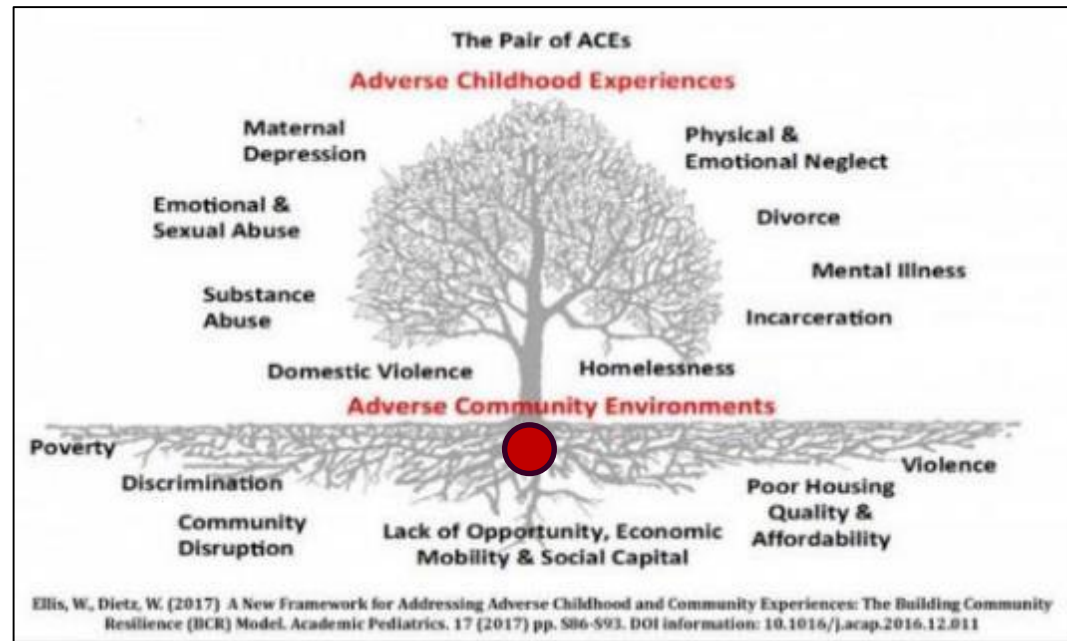 The Pair of ACEs
Adverse Childhood Experiences
Maternal
Depression
Physical &
Emotional Neglect
Emotional &
Sexual Abuse
Divorce
Mental Illness
Substance
Abuse
Incarceration
Domestic Violence
Homelessness
Adverse Community Environments
Poverty
Violence
Discrimination
Poor Housing
Quality &
Affordability
Community
Disruption
Lack of Opportunity, Economic
Mobility & Social Capital
Ellis, W., Dietz, W. (2017) A New Framework for Addressing Adverse Childhood and Community Experiences: The Building Community
Resilience (BCR) Model. Academic Pediatrics. 17 (2017) pp. S86-S93. DOI information: 10.1016/j.acap.2016.12.011